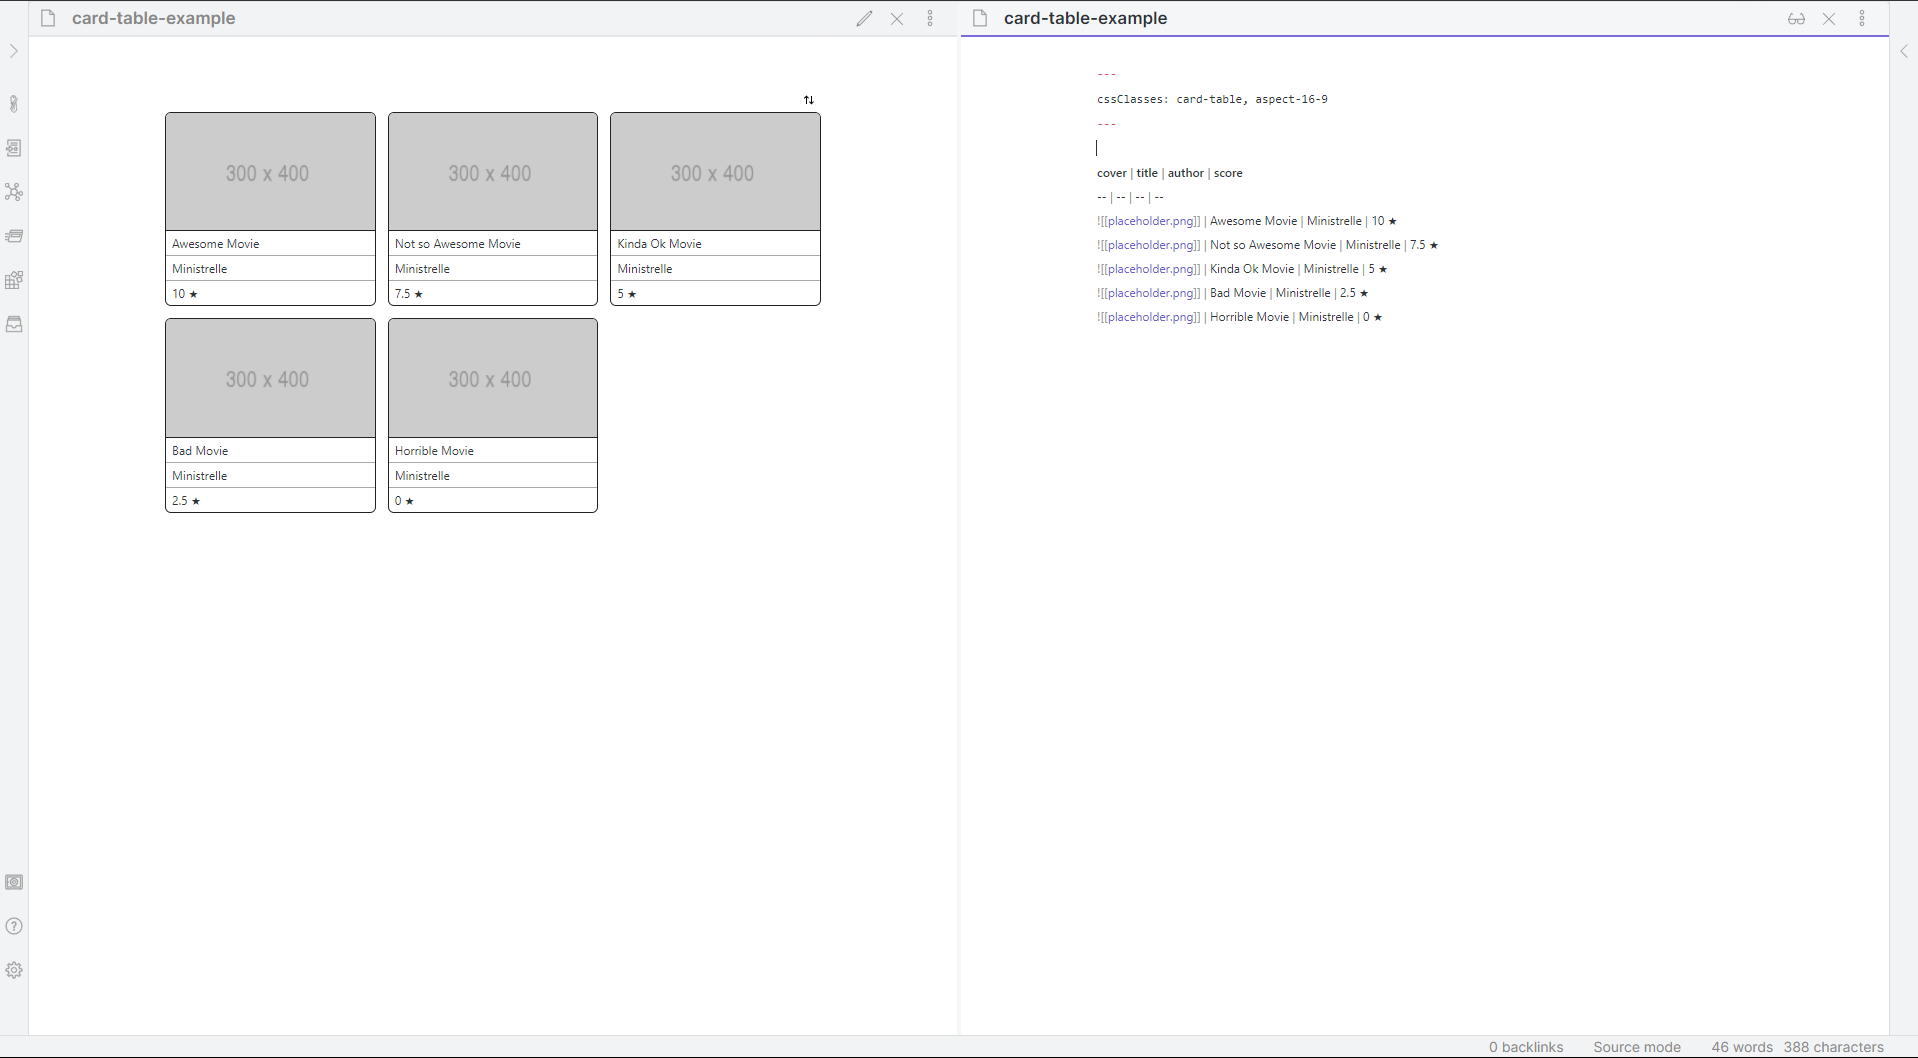 card-table-example
300 x 400
300 x 400
300 x 400
Awesome Movie
Ministrelle
10 ★
Not so Awesome Movie
Ministrelle
7.5 ★
Kinda Ok Movie
Ministrelle
5 ★
300 x 400
300 x 400
Bad Movie
Ministrelle
2.5 ★
Horrible Movie
Ministrelle
0 ★
card-table-example
---
cssClasses: card-table, aspect-16-9
---
cover | title | author | score
-- | -- | -- | --
![[placeholder.png]] | Awesome Movie | Ministrelle | 10 ★
![[placeholder.png]] | Not so Awesome Movie | Ministrelle | 7.5 ★
![[placeholder.png]] | Kinda Ok Movie | Ministrelle | 5 ★
![[placeholder.png]] | Bad Movie | Ministrelle | 2.5 ★
![[placeholder.png]] | Horrible Movie | Ministrelle | 0 ★
0 backlinks Source mode 46 words 388 characters